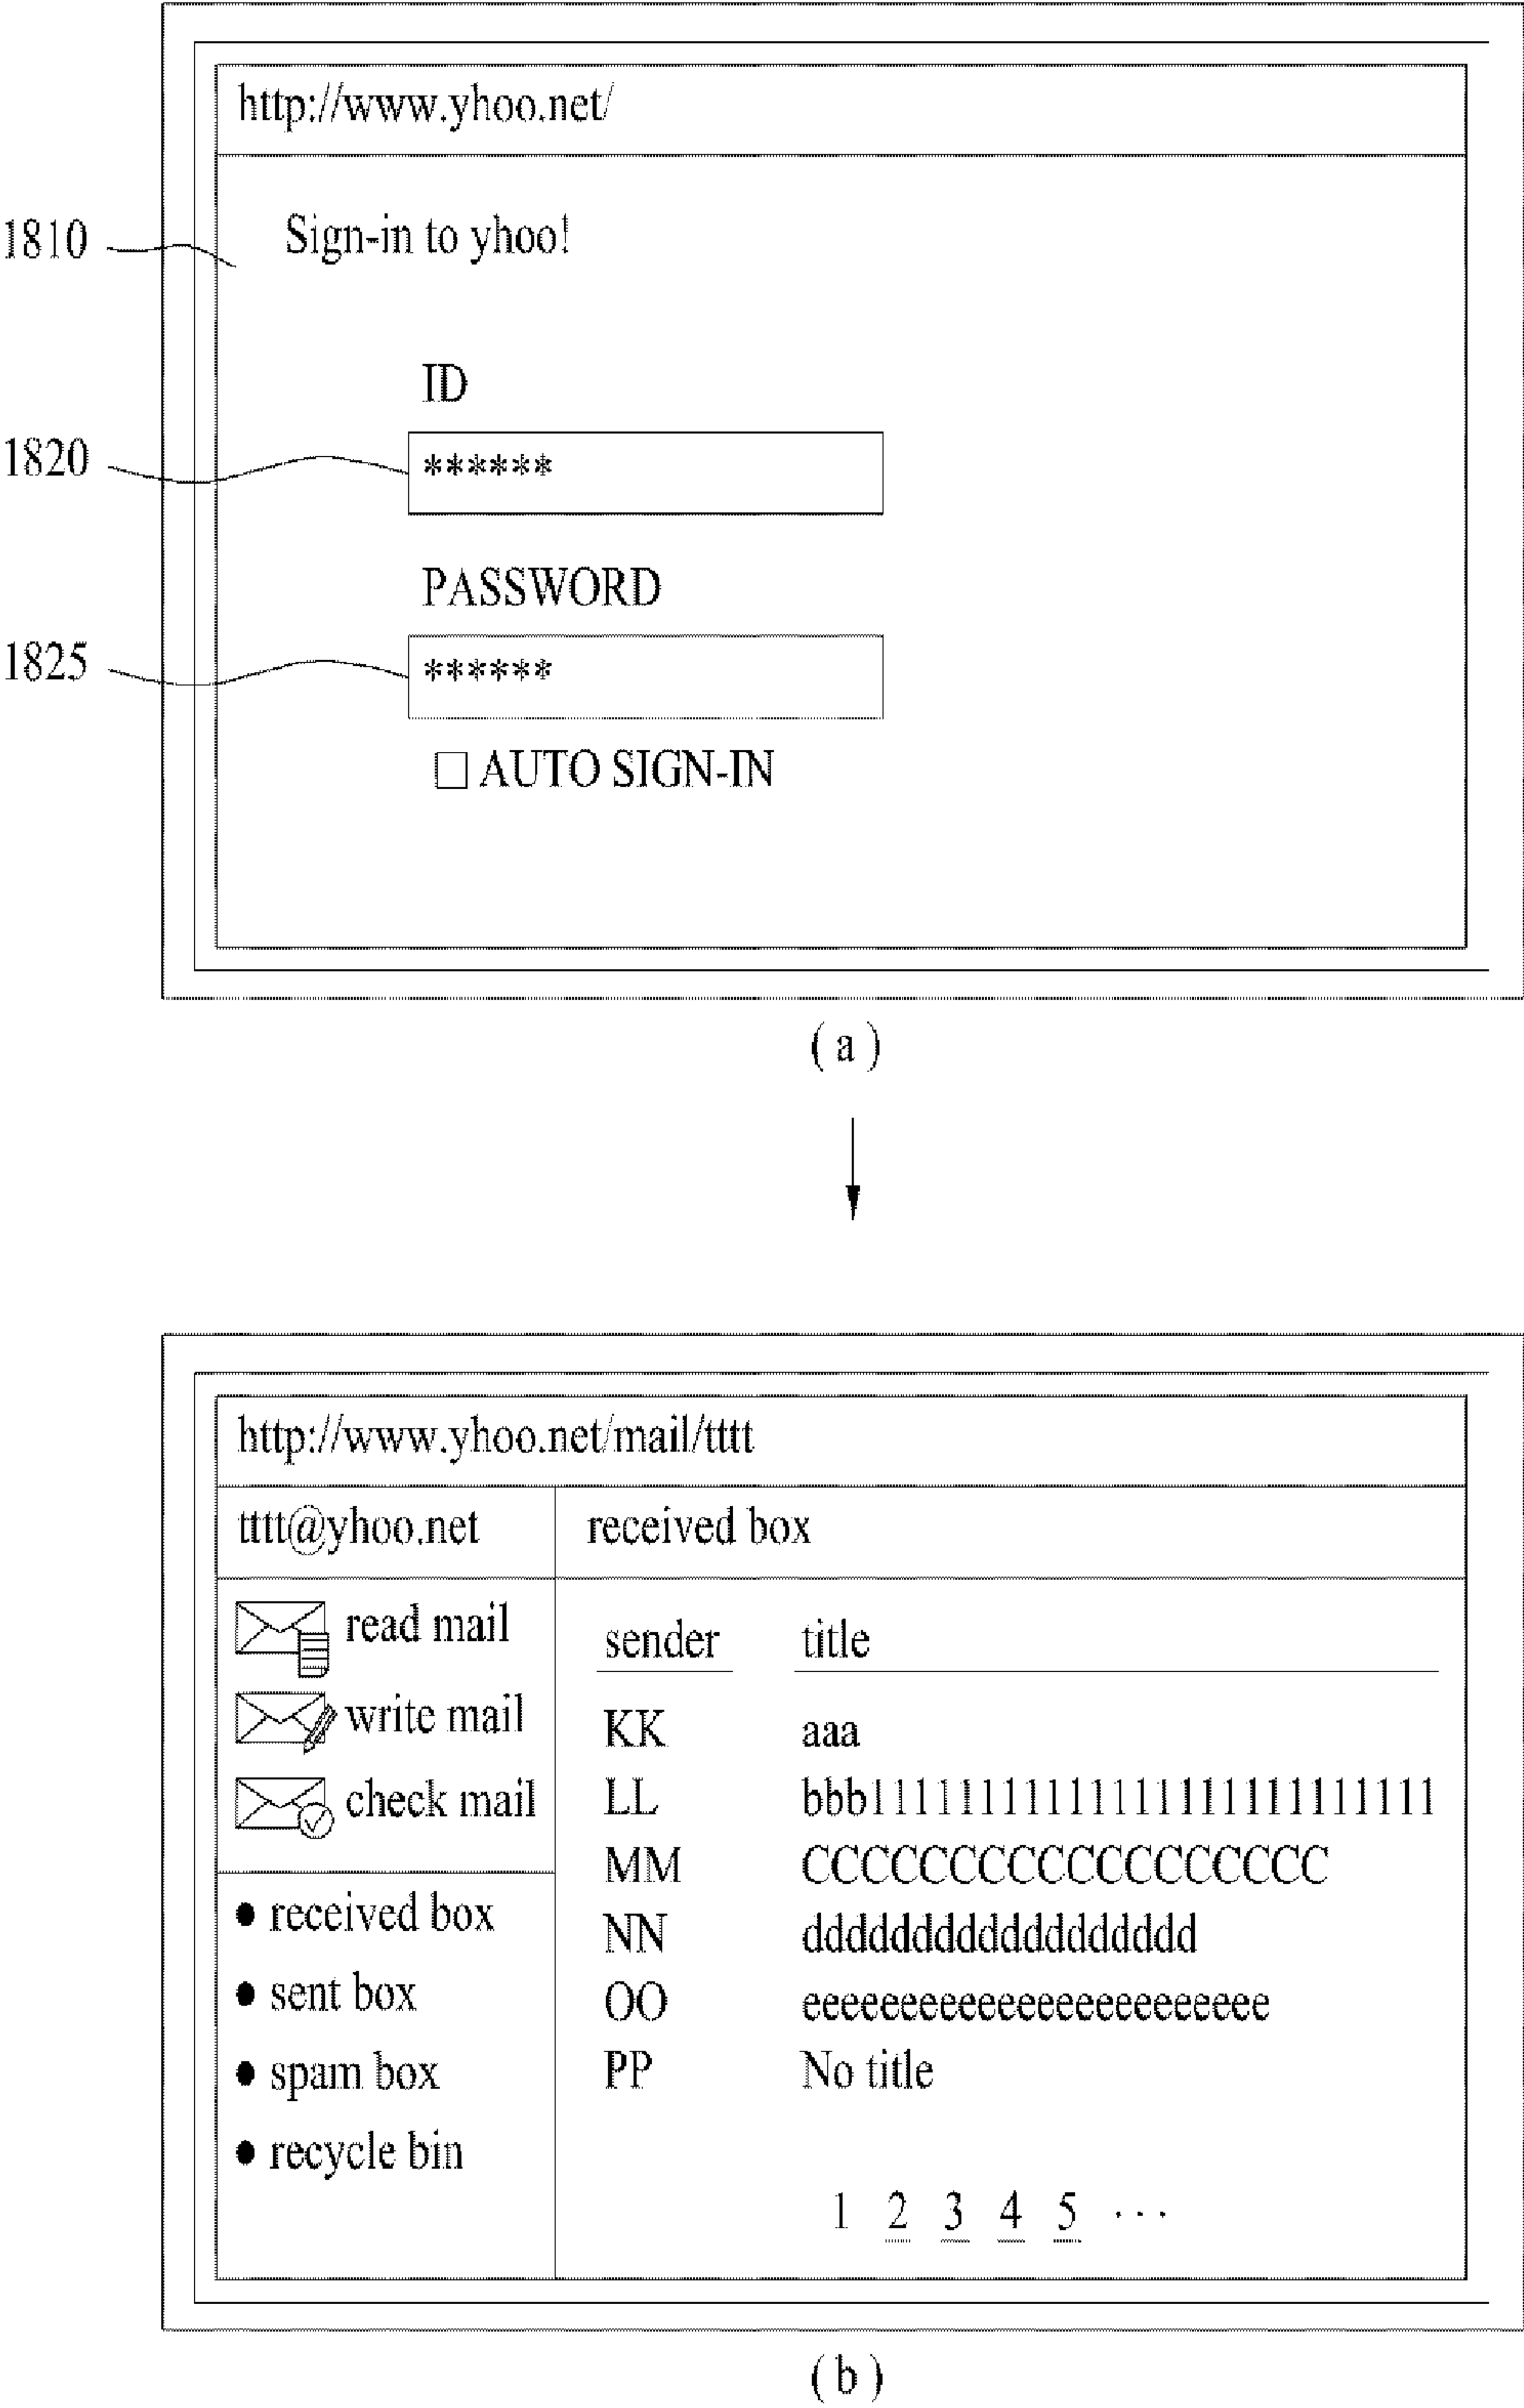 http://www.yhoo.net/
1810
Sign-in to yhoo!
ID
1820
******
PASSWORD
1825
******
AUTO SIGN-IN
( a )
http://www.yhoo.net/mail/tttt
tttt@yhoo.net
received box
read mail
write mail
check mail
received box
sent box
spam box
recycle bin
sender title
KK aaa
LL bbb11111111111111111111111111
MM CCCCCCCCCCCCCCCCCC
NN dddddddddddddddddd
OO eeeeeeeeeeeeeeeeeeeeeeee
PP No title
1 2 3 4 5 ···
( b )